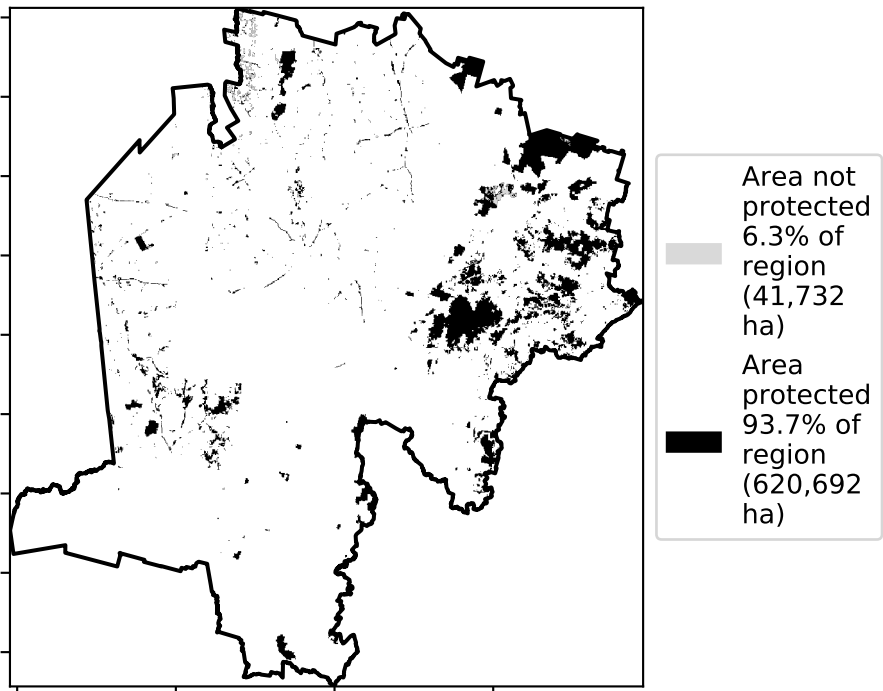 Area not
protected
6.3% of
region
(41,732
ha)
Area
protected
93.7% of
region
(620,692
ha)